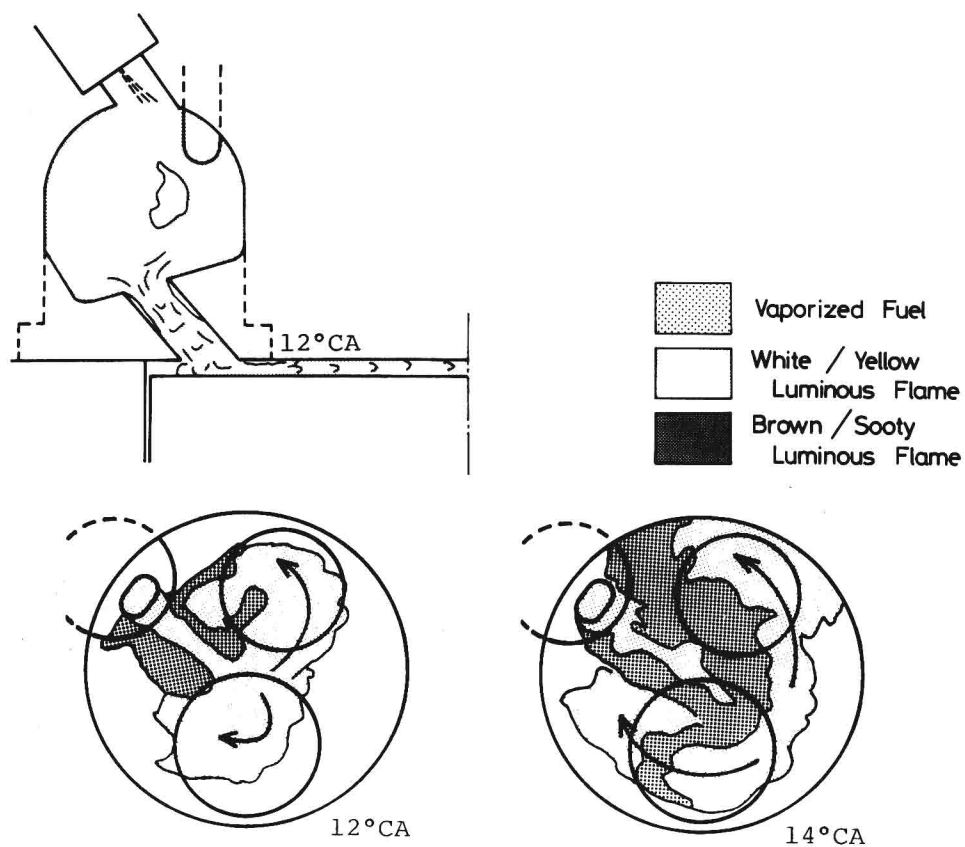 12°CA
Vaporized Fuel
White / Yellow
Luminous Flame
Brown / Sooty
Luminous Flame
12°CA
14°CA